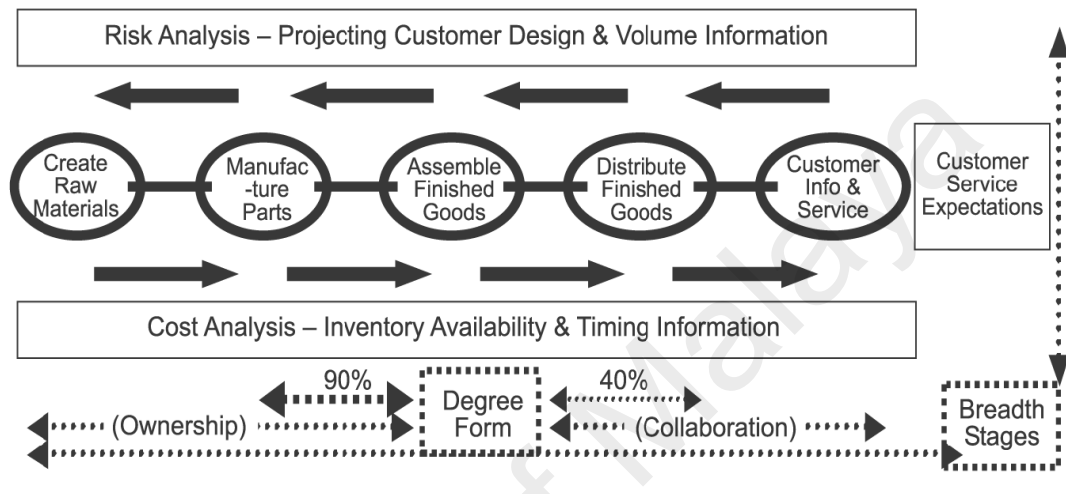 Risk Analysis – Projecting Customer Design & Volume Information
Create
Raw
Materials
Manufac
-ture
Parts
Assemble
Finished
Goods
Distribute
Finished
Goods
Customer
Info &
Service
Customer
Service
Expectations
Cost Analysis – Inventory Availability & Timing Information
90%
40%
(Ownership)
Degree
Form
(Collaboration)
Breadth
Stages
of Malaya